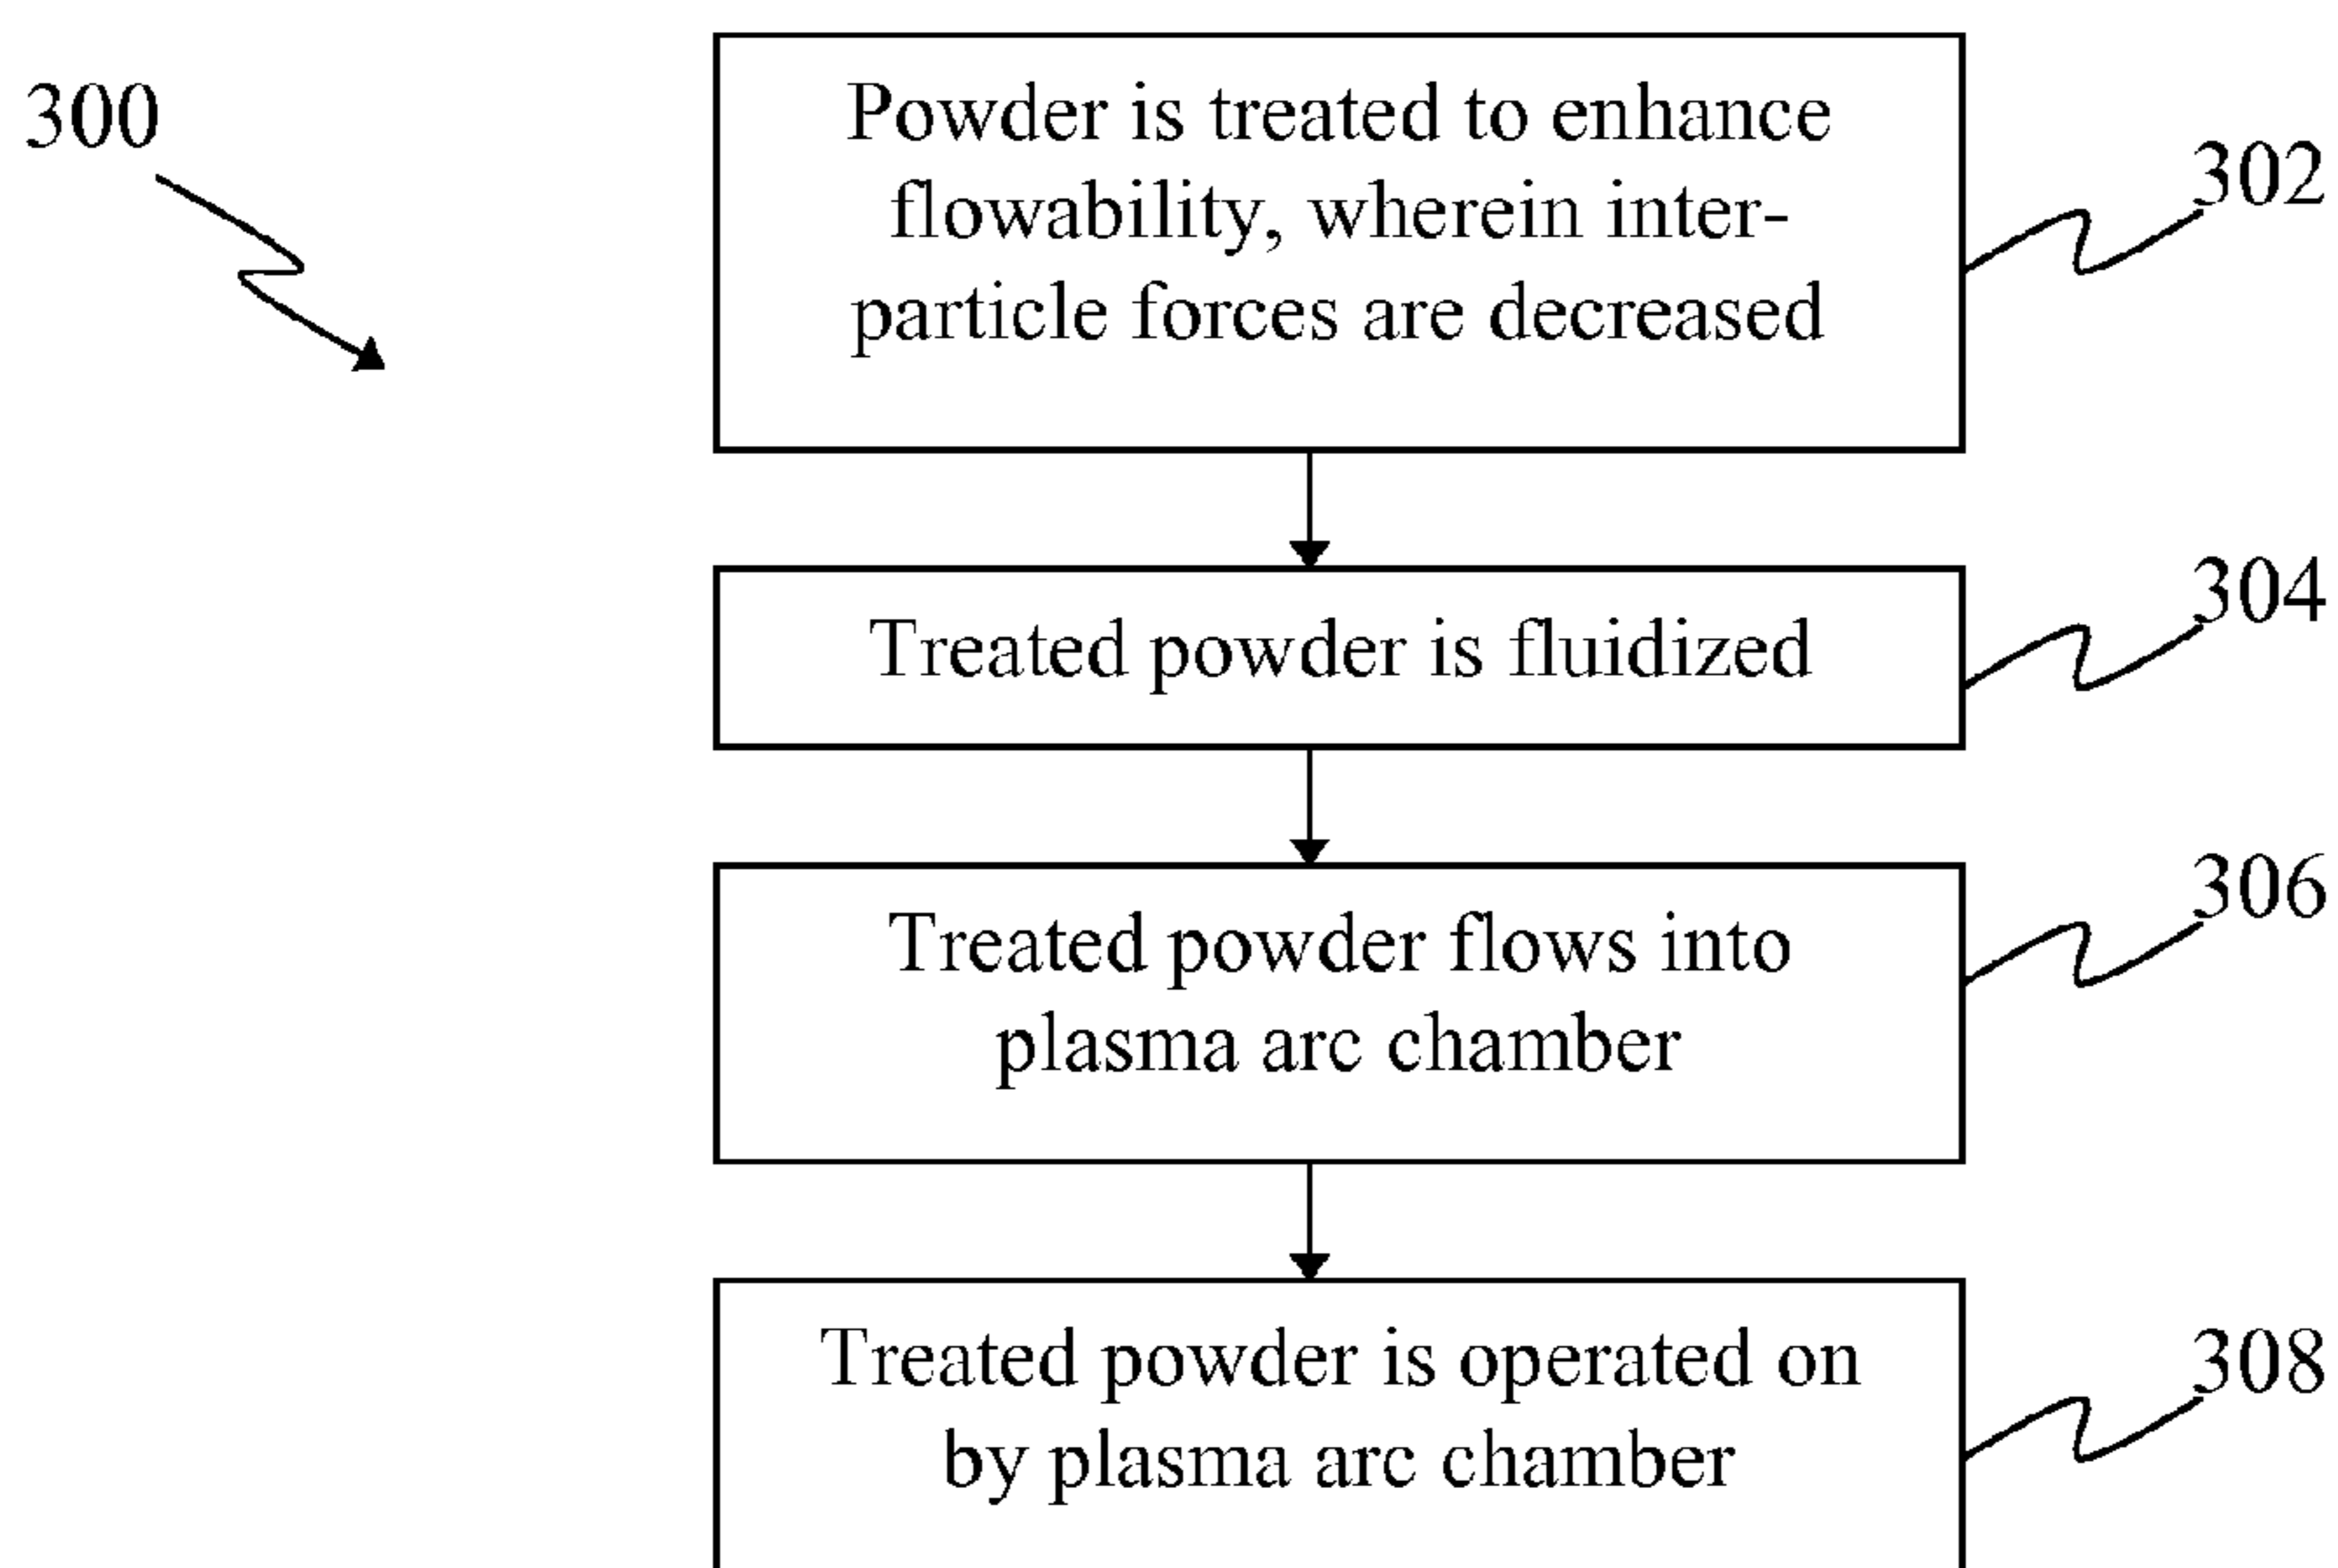 300
Powder is treated to enhance
flowability, wherein inter-
particle forces are decreased
302
Treated powder is fluidized
304
Treated powder flows into
plasma arc chamber
306
Treated powder is operated on
by plasma arc chamber
308